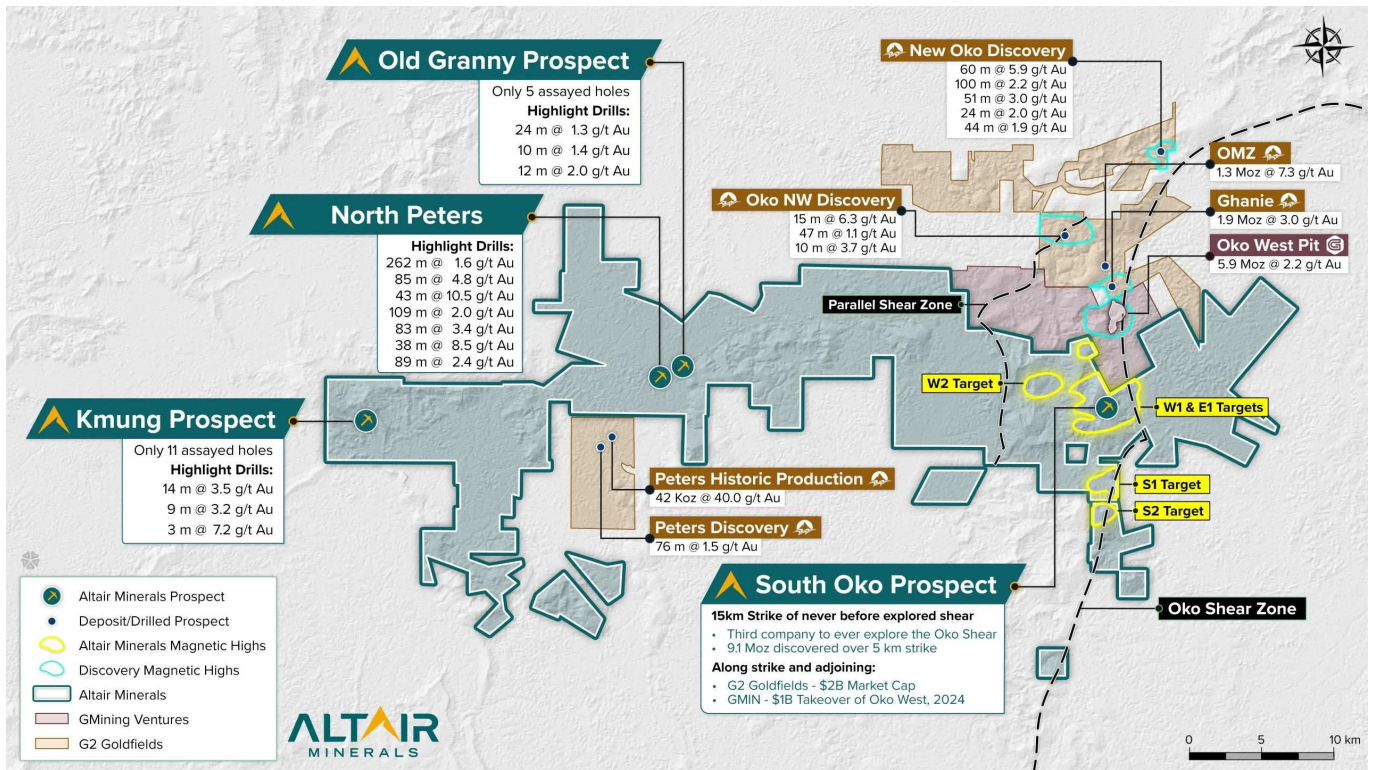 Old Granny Prospect
Only 5 assayed holes
Highlight Drills:
24 m @ 1.3 g/t Au
10 m @ 1.4 g/t Au
12 m @ 2.0 g/t Au
New Oko Discovery
60 m @ 5.9 g/t Au
100 m @ 2.2 g/t Au
51 m @ 3.0 g/t Au
24 m @ 2.0 g/t Au
44 m @ 1.9 g/t Au
OMZ
1.3 Moz @ 7.3 g/t Au
Ghanie
1.9 Moz @ 3.0 g/t Au
Oko West Pit
5.9 Moz @ 2.2 g/t Au
Oko NW Discovery
15 m @ 6.3 g/t Au
47 m @ 1.1 g/t Au
10 m @ 3.7 g/t Au
North Peters
Highlight Drills:
262 m @ 1.6 g/t Au
85 m @ 4.8 g/t Au
43 m @ 10.5 g/t Au
109 m @ 2.0 g/t Au
83 m @ 3.4 g/t Au
38 m @ 8.5 g/t Au
89 m @ 2.4 g/t Au
Parallel Shear Zone
W2 Target
W1 & E1 Targets
S1 Target
S2 Target
Kmung Prospect
Only 11 assayed holes
Highlight Drills:
14 m @ 3.5 g/t Au
9 m @ 3.2 g/t Au
3 m @ 7.2 g/t Au
Peters Historic Production
42 Koz @ 40.0 g/t Au
Peters Discovery
76 m @ 1.5 g/t Au
South Oko Prospect
15km Strike of never before explored shear
• Third company to ever explore the Oko Shear
• 9.1 Moz discovered over 5 km strike
Along strike and adjoining:
• G2 Goldfields - $2B Market Cap
• GMIN - $1B Takeover of Oko West, 2024
Oko Shear Zone
Altair Minerals Prospect
Deposit/Drilled Prospect
Altair Minerals Magnetic Highs
Discovery Magnetic Highs
Altair Minerals
GMining Ventures
G2 Goldfields
ALTAIR
MINERALS
0 5 10 km